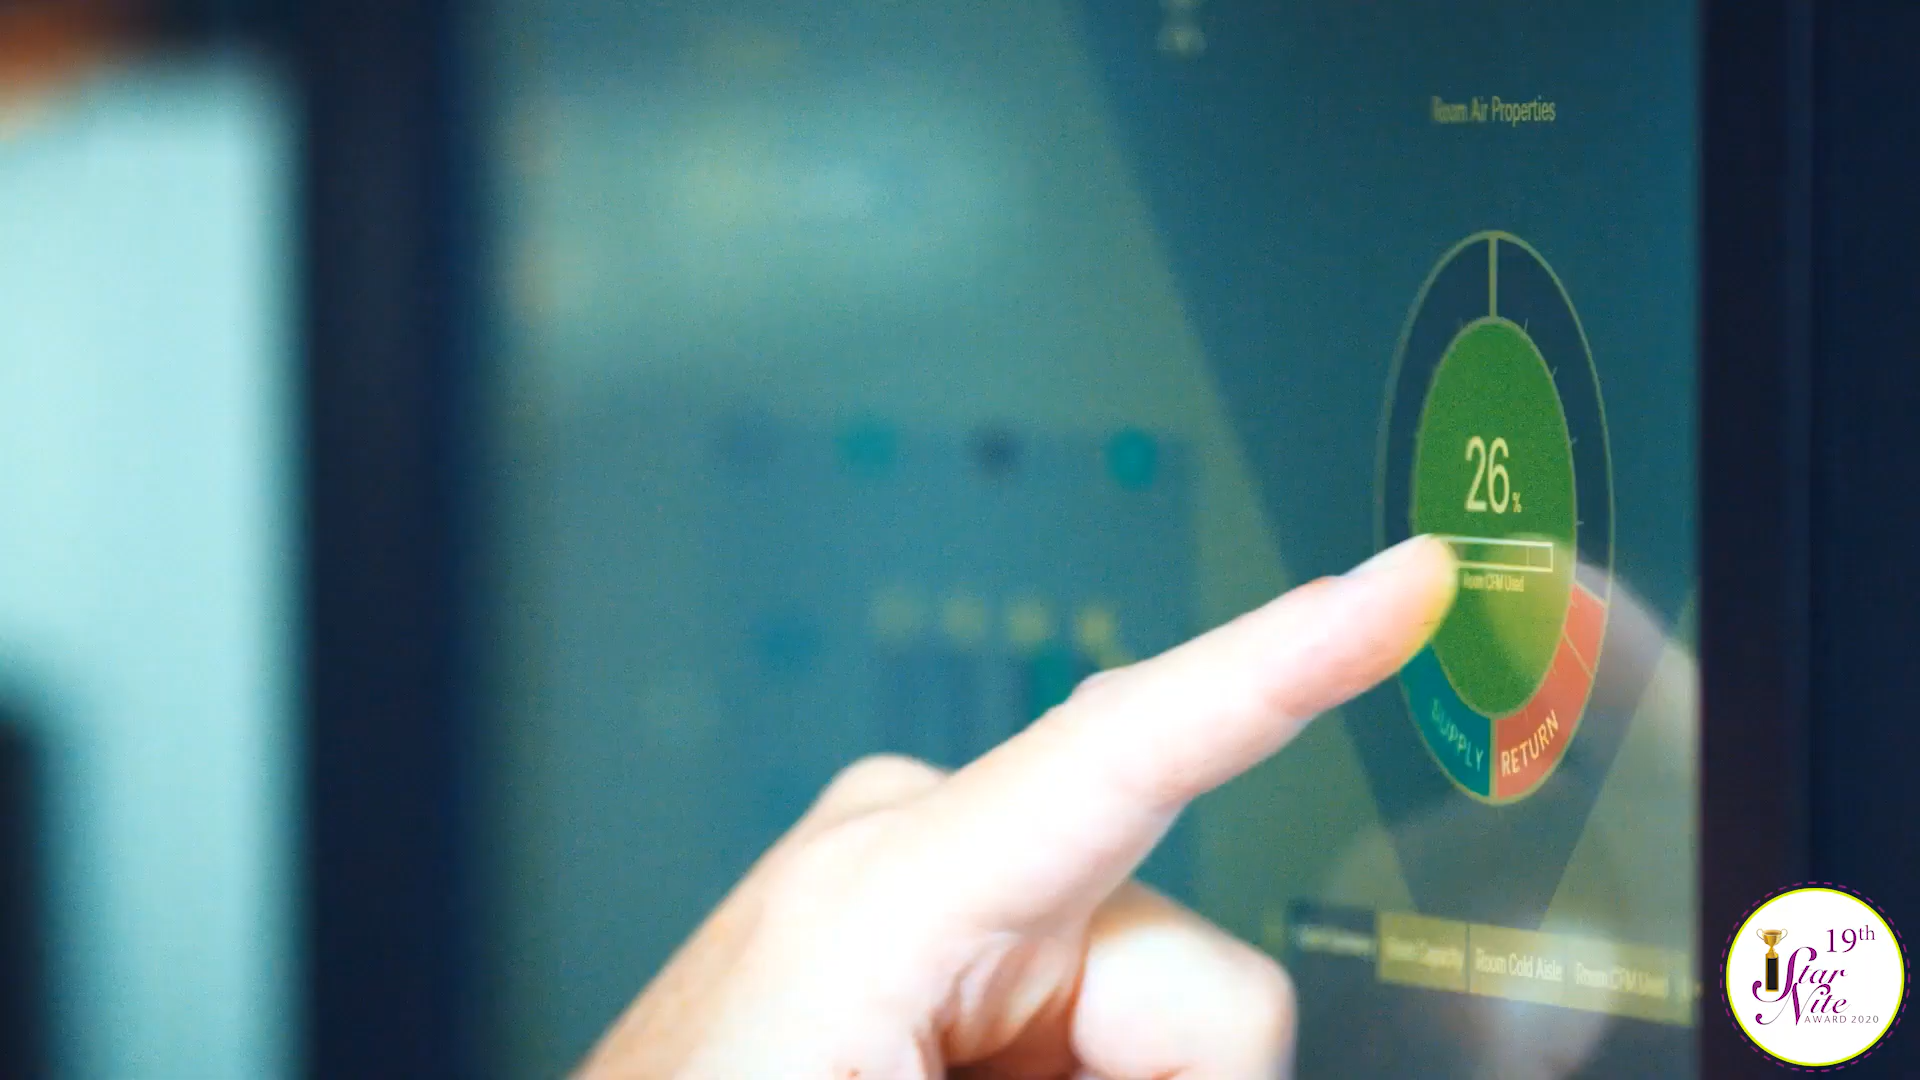 Room Air Properties
26%
Room CFM Used
SUPPLY
RETURN
Room Capacity
Room Cold Aisle
Room CFM Used
19th
Star
Nite
AWARD 2020